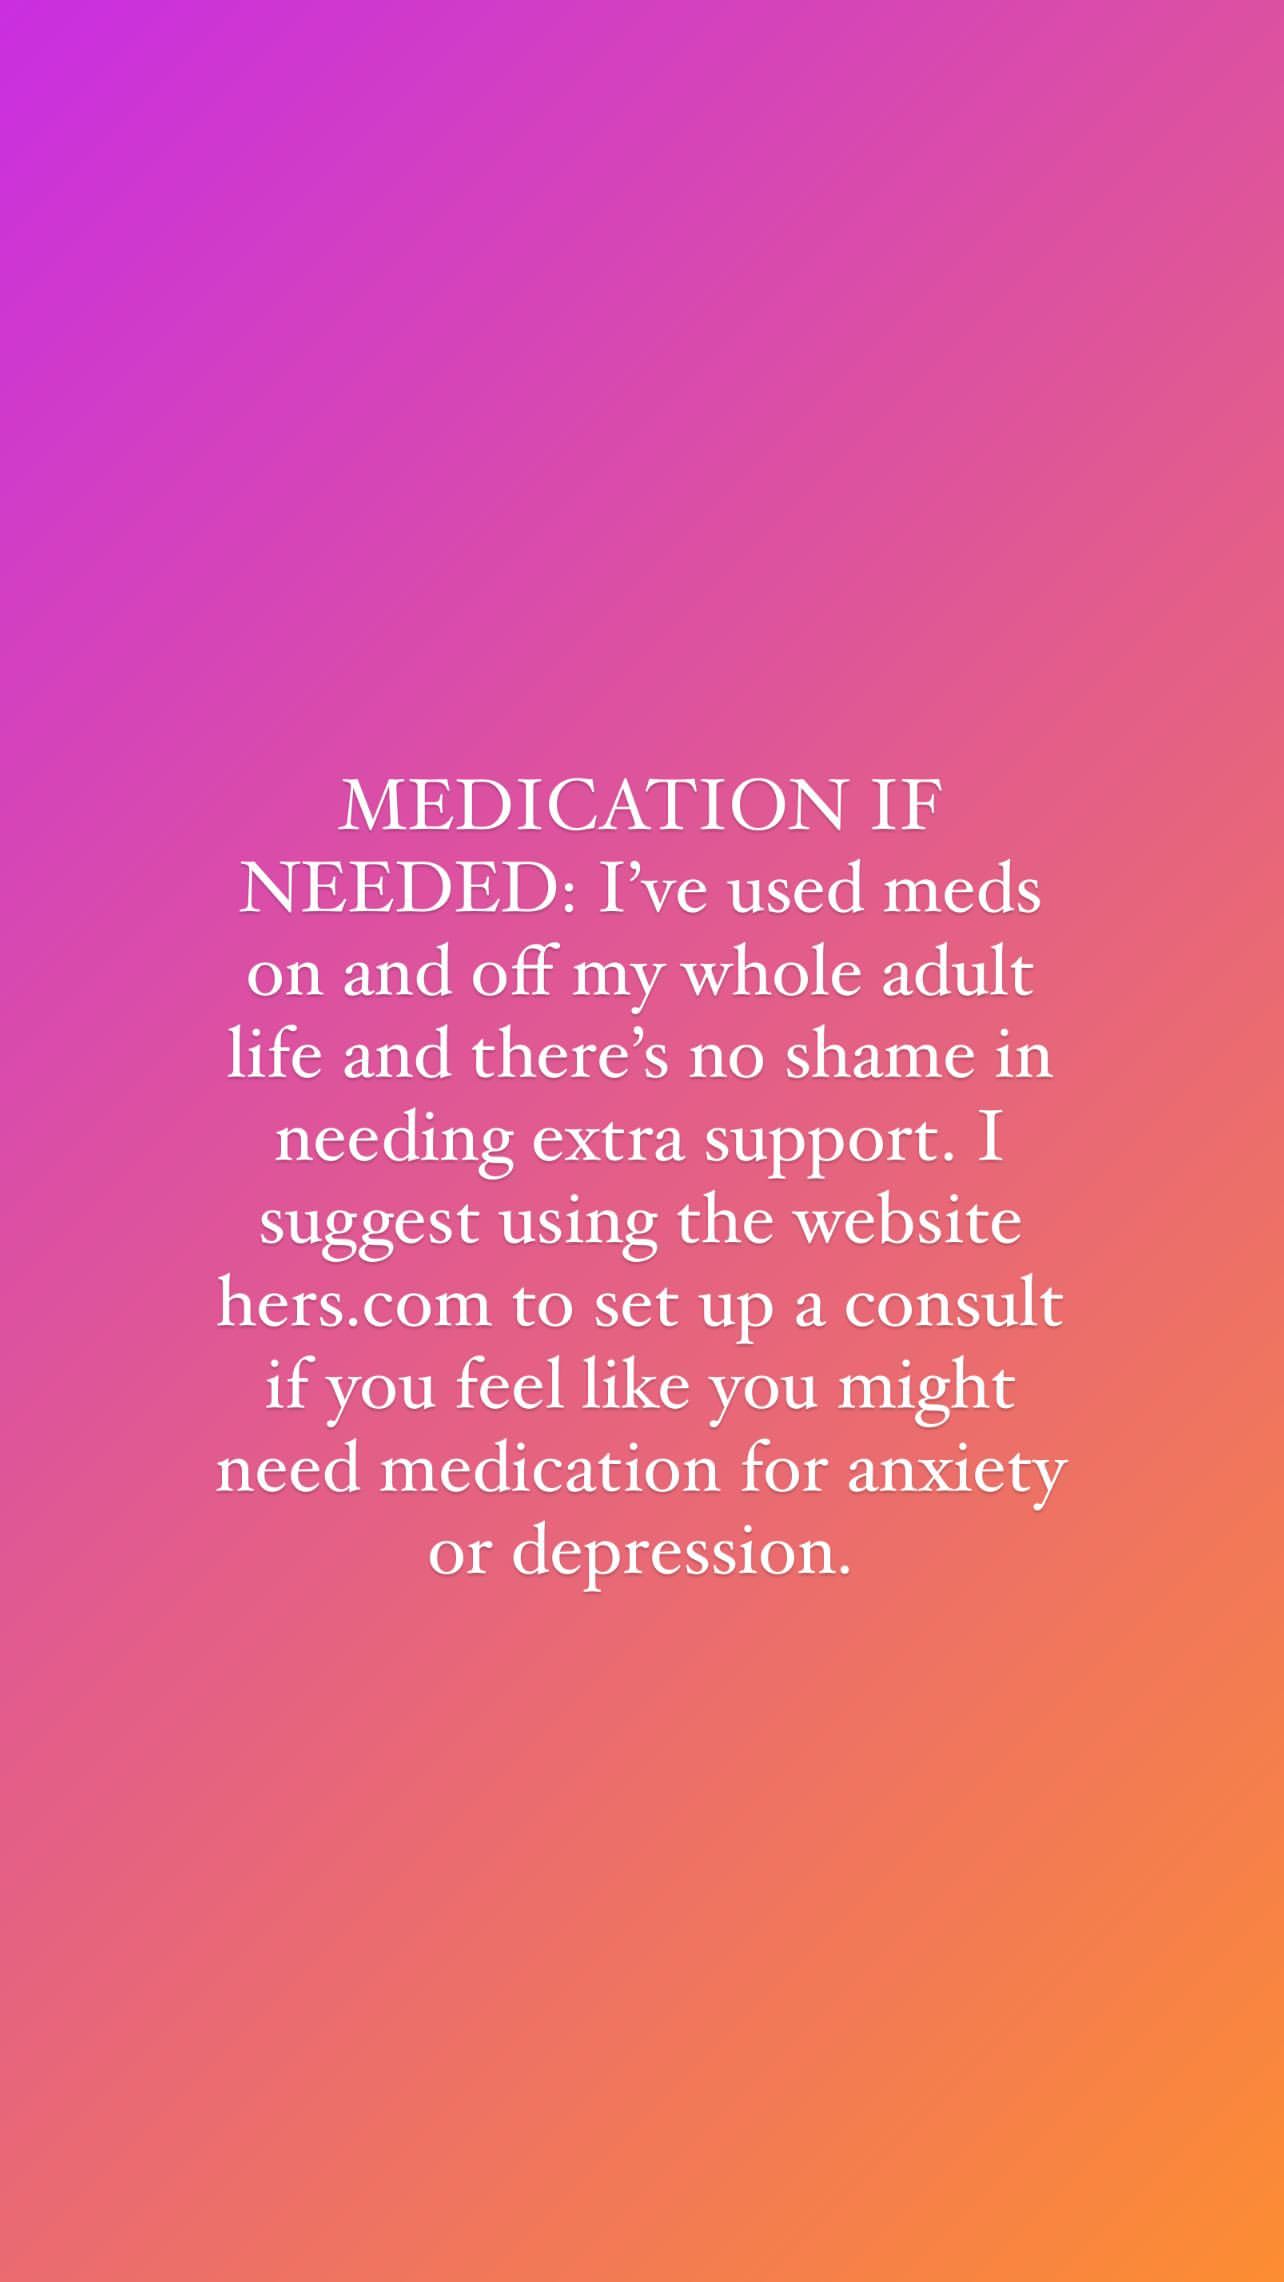 MEDICATION IF
NEEDED: I’ve used meds
on and off my whole adult
life and there’s no shame in
needing extra support. I
suggest using the website
hers.com to set up a consult
if you feel like you might
need medication for anxiety
or depression.